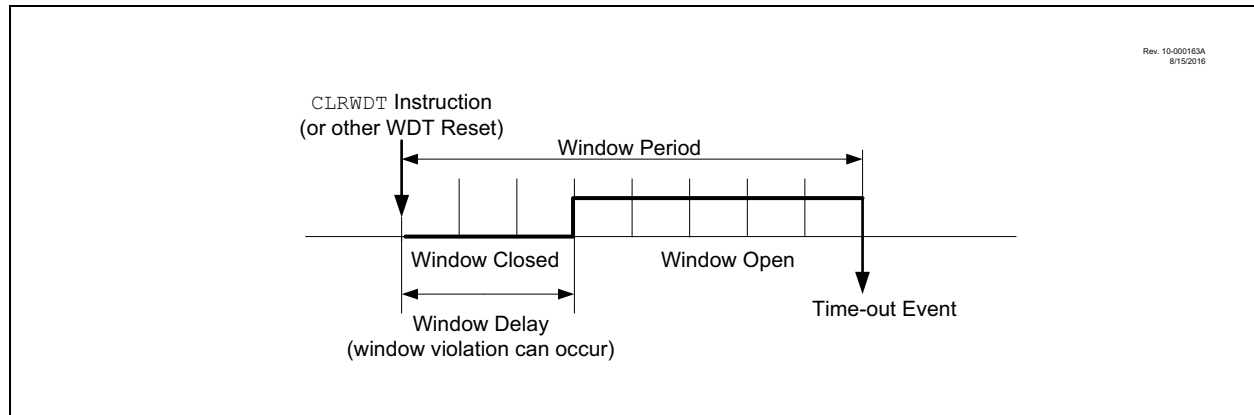 Rev. 10-000163A
8/15/2016
CLRWDT Instruction
(or other WDT Reset)
Window Period
Window Closed
Window Open
Window Delay
(window violation can occur)
Time-out Event